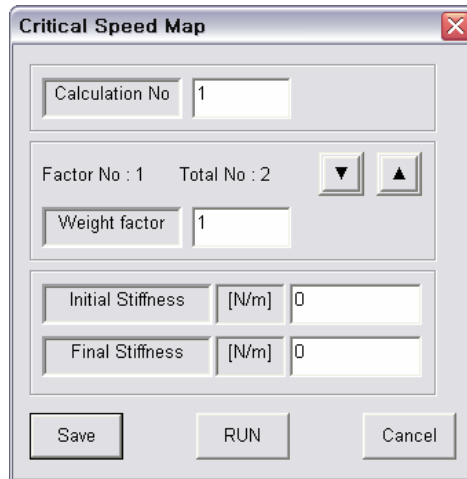 Critical Speed Map
Calculation No 1
Factor No : 1 Total No : 2
Weight factor 1
Initial Stiffness [N/m] 0
Final Stiffness [N/m] 0
Save RUN Cancel